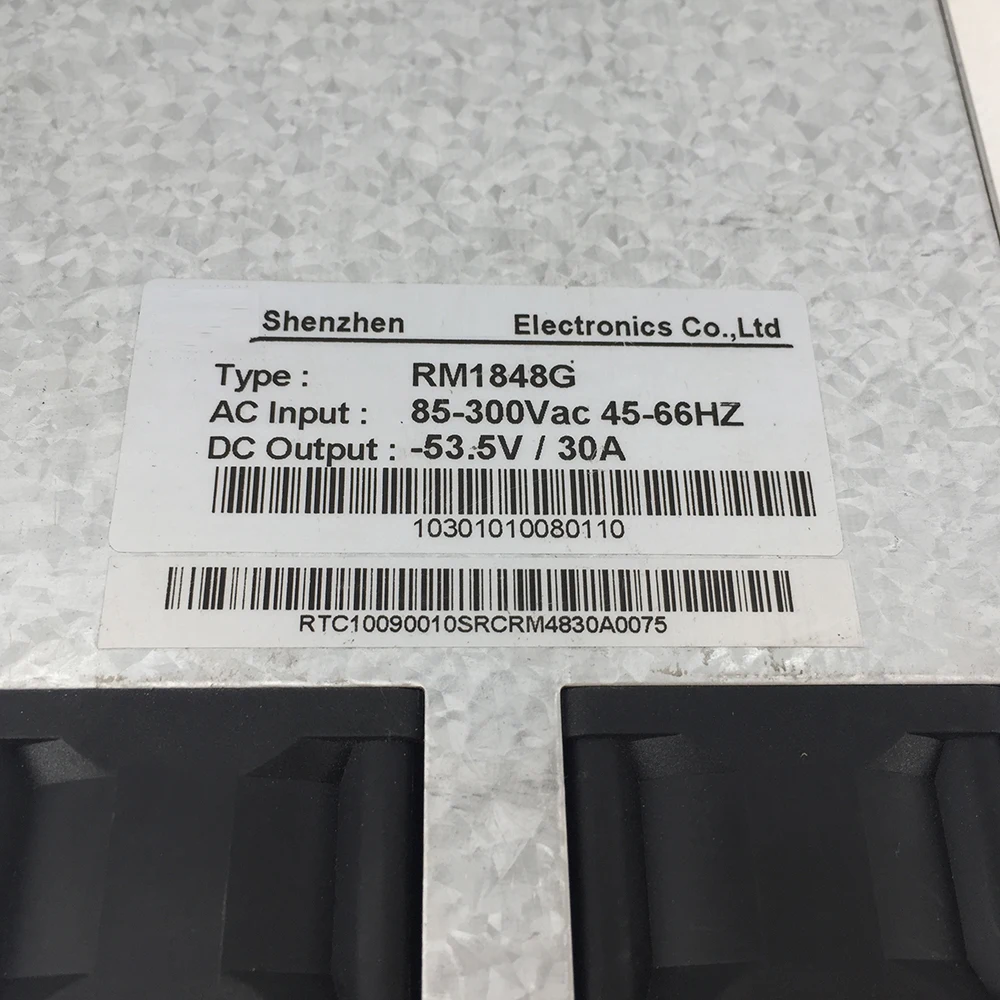 Shenzhen Electronics Co.,Ltd
Type : RM1848G
AC Input : 85-300Vac 45-66HZ
DC Output : -53.5V / 30A
10301010080110
RTC10090010SRCRM4830A0075